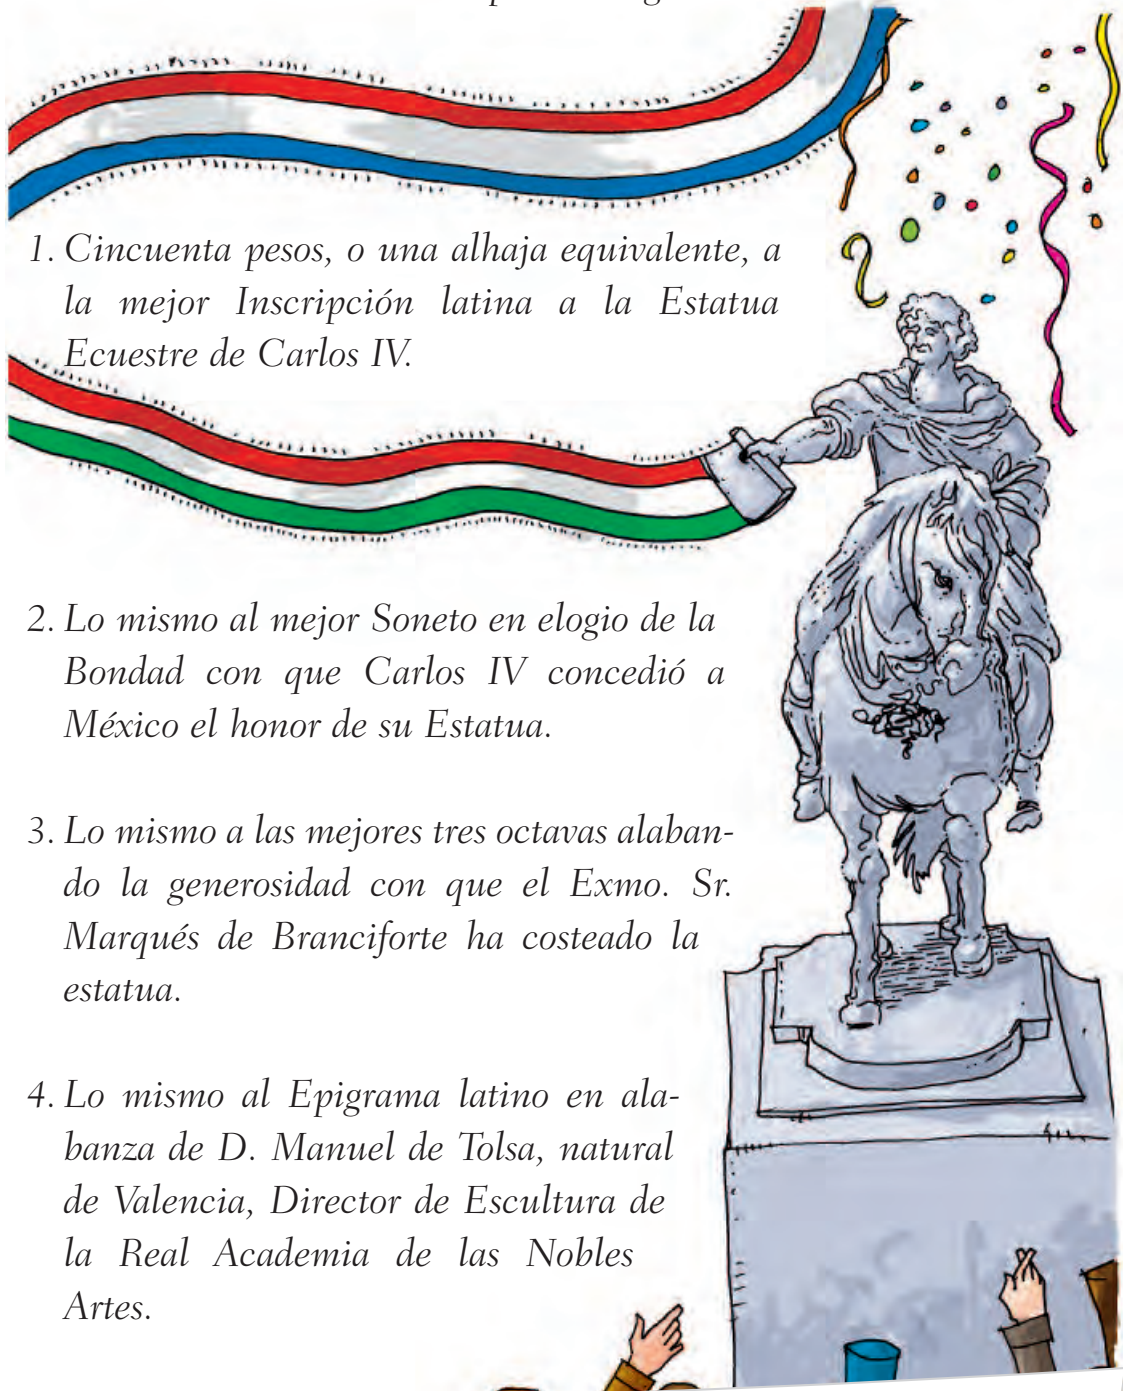 1. Cincuenta pesos, o una alhaja equivalente, a
la mejor Inscripción latina a la Estatua
Ecuestre de Carlos IV.
2. Lo mismo al mejor Soneto en elogio de la
Bondad con que Carlos IV concedió a
México el honor de su Estatua.
3. Lo mismo a las mejores tres octavas alaban-
do la generosidad con que el Exmo. Sr.
Marqués de Branciforte ha costeado la
estatua.
4. Lo mismo al Epigrama latino en ala-
banza de D. Manuel de Tolsa, natural
de Valencia, Director de Escultura de
la Real Academia de las Nobles
Artes.